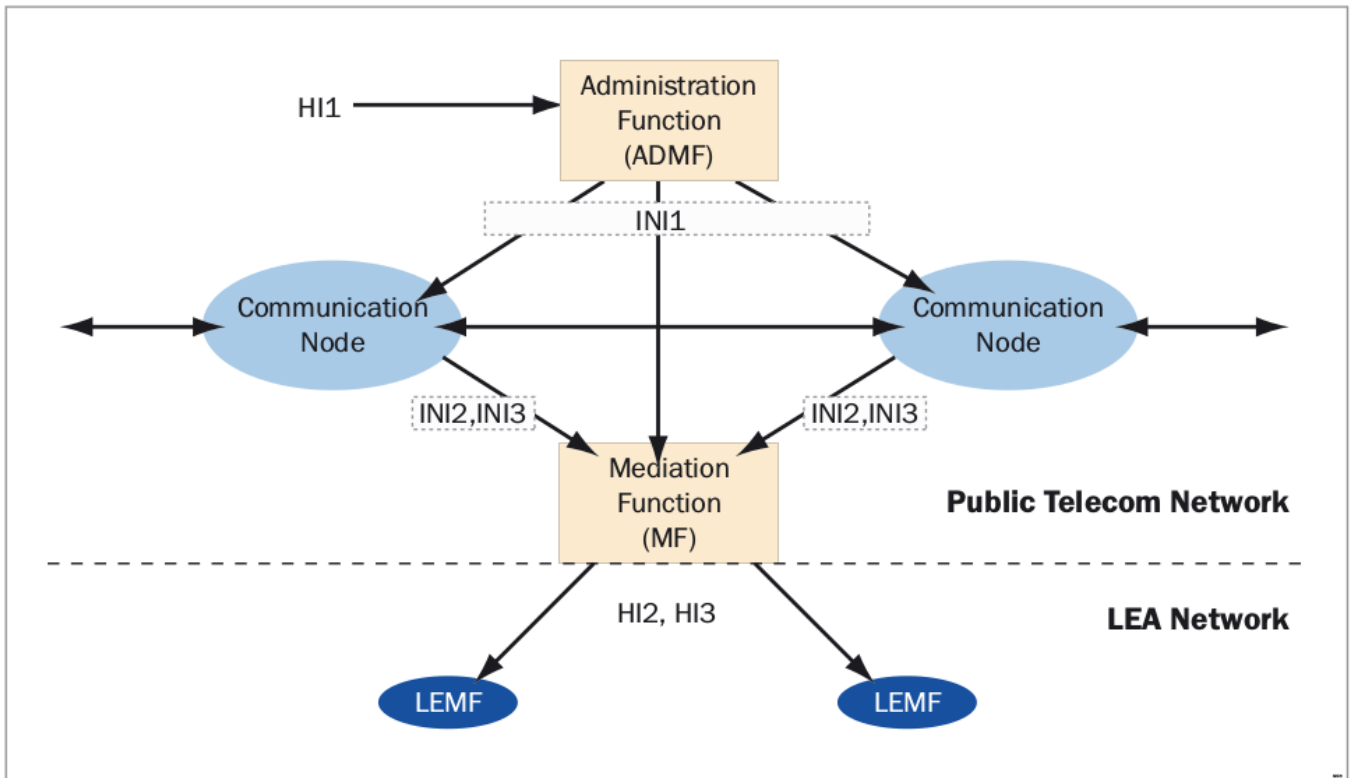 Administration
Function
(ADMF)
HI1
INI1
Communication
Node
Communication
Node
INI2,INI3
INI2,INI3
Mediation
Function
(MF)
Public Telecom Network
HI2, HI3
LEA Network
LEMF
LEMF